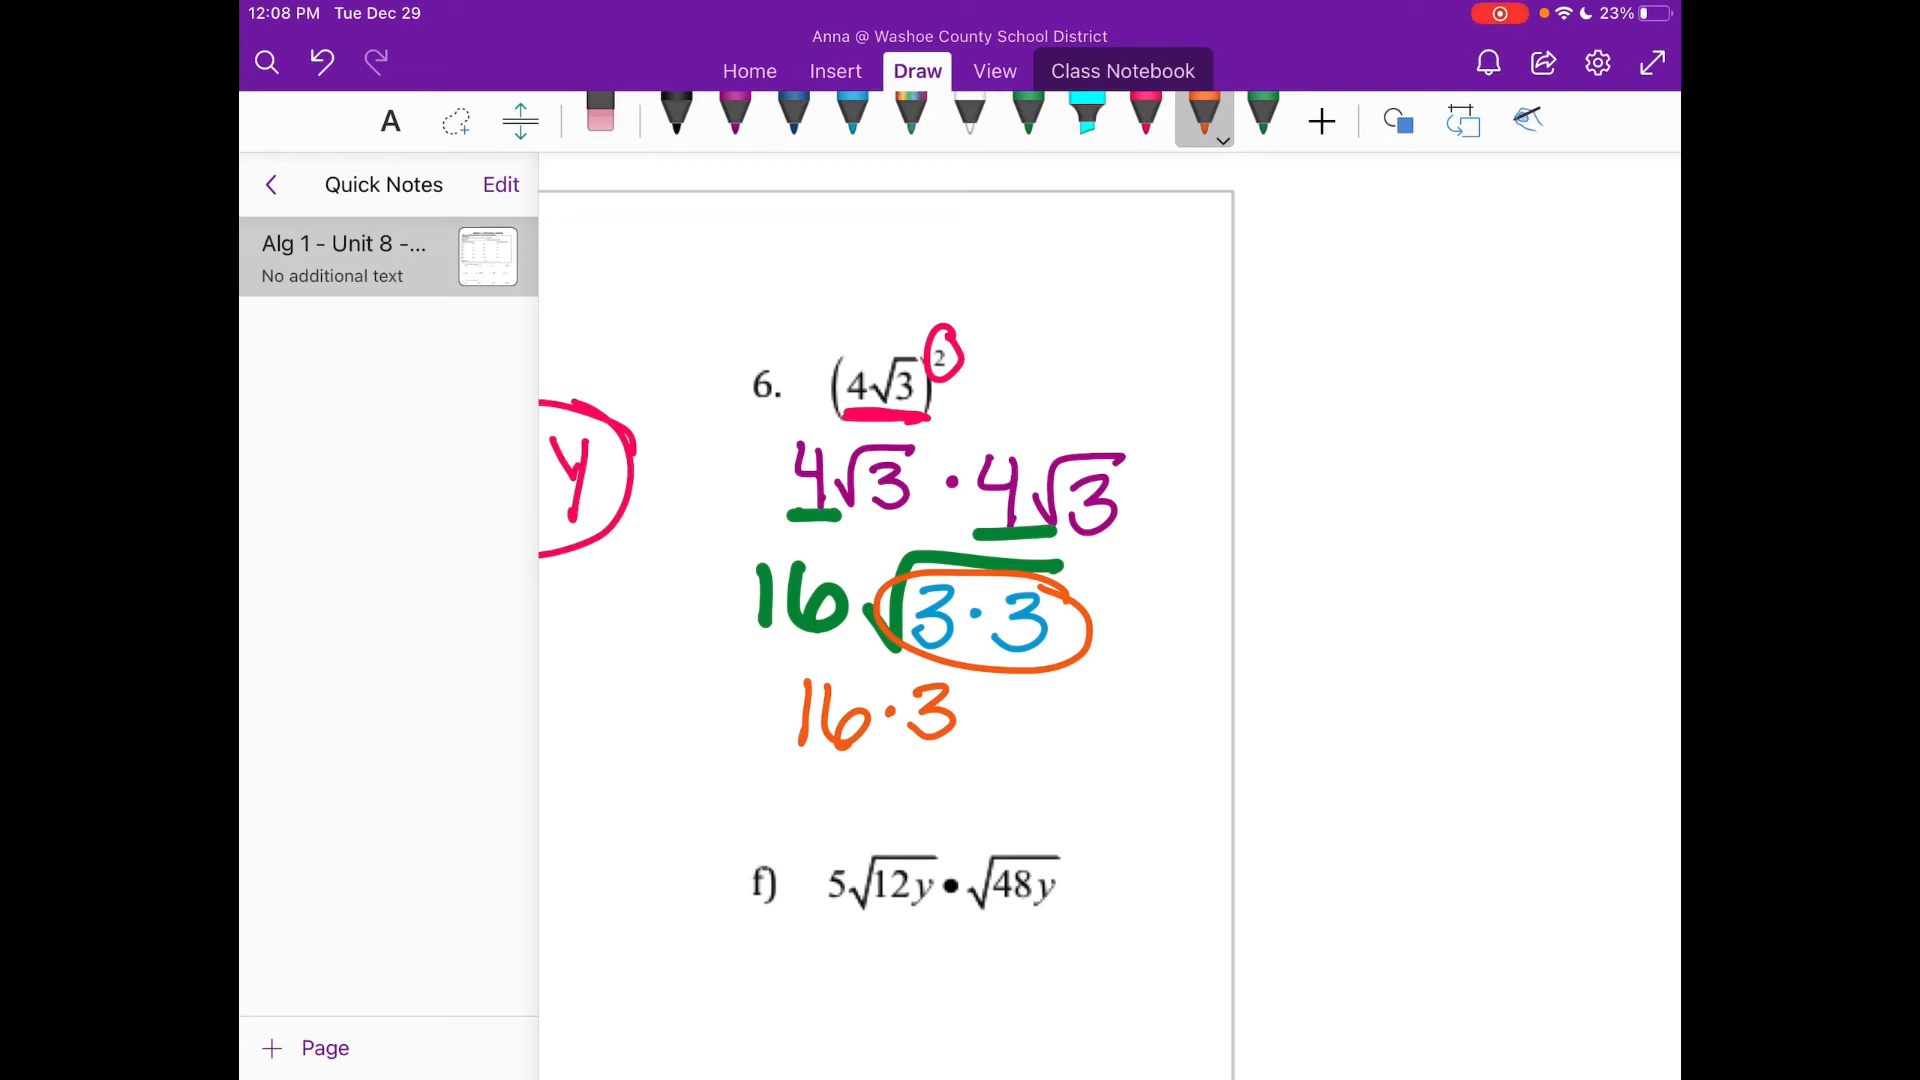 12:08 PM Tue Dec 29
23%
Anna @ Washoe County School District
Home Insert Draw View Class Notebook
A
Quick Notes Edit
Alg 1 - Unit 8 -...
No additional text
6. (4√3)²
y
4√3 · 4√3
16√3·3
16·3
f) 5√12y • √48y
+ Page